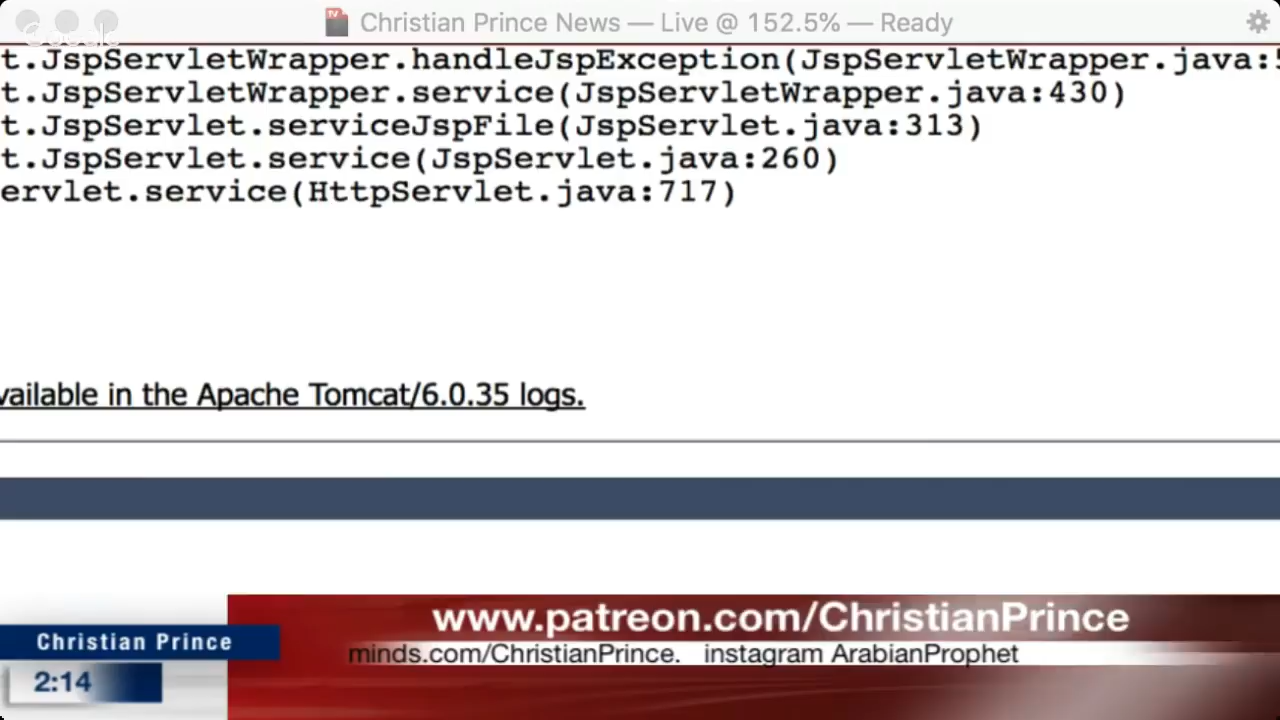 Christian Prince News — Live @ 152.5% — Ready
Google
t.JspServletWrapper.handleJspException(JspServletWrapper.java:5
t.JspServletWrapper.service(JspServletWrapper.java:430)
t.JspServlet.serviceJspFile(JspServlet.java:313)
t.JspServlet.service(JspServlet.java:260)
ervlet.service(HttpServlet.java:717)
vailable in the Apache Tomcat/6.0.35 logs.
www.patreon.com/ChristianPrince
Christian Prince
minds.com/ChristianPrince. instagram ArabianProphet
2:14